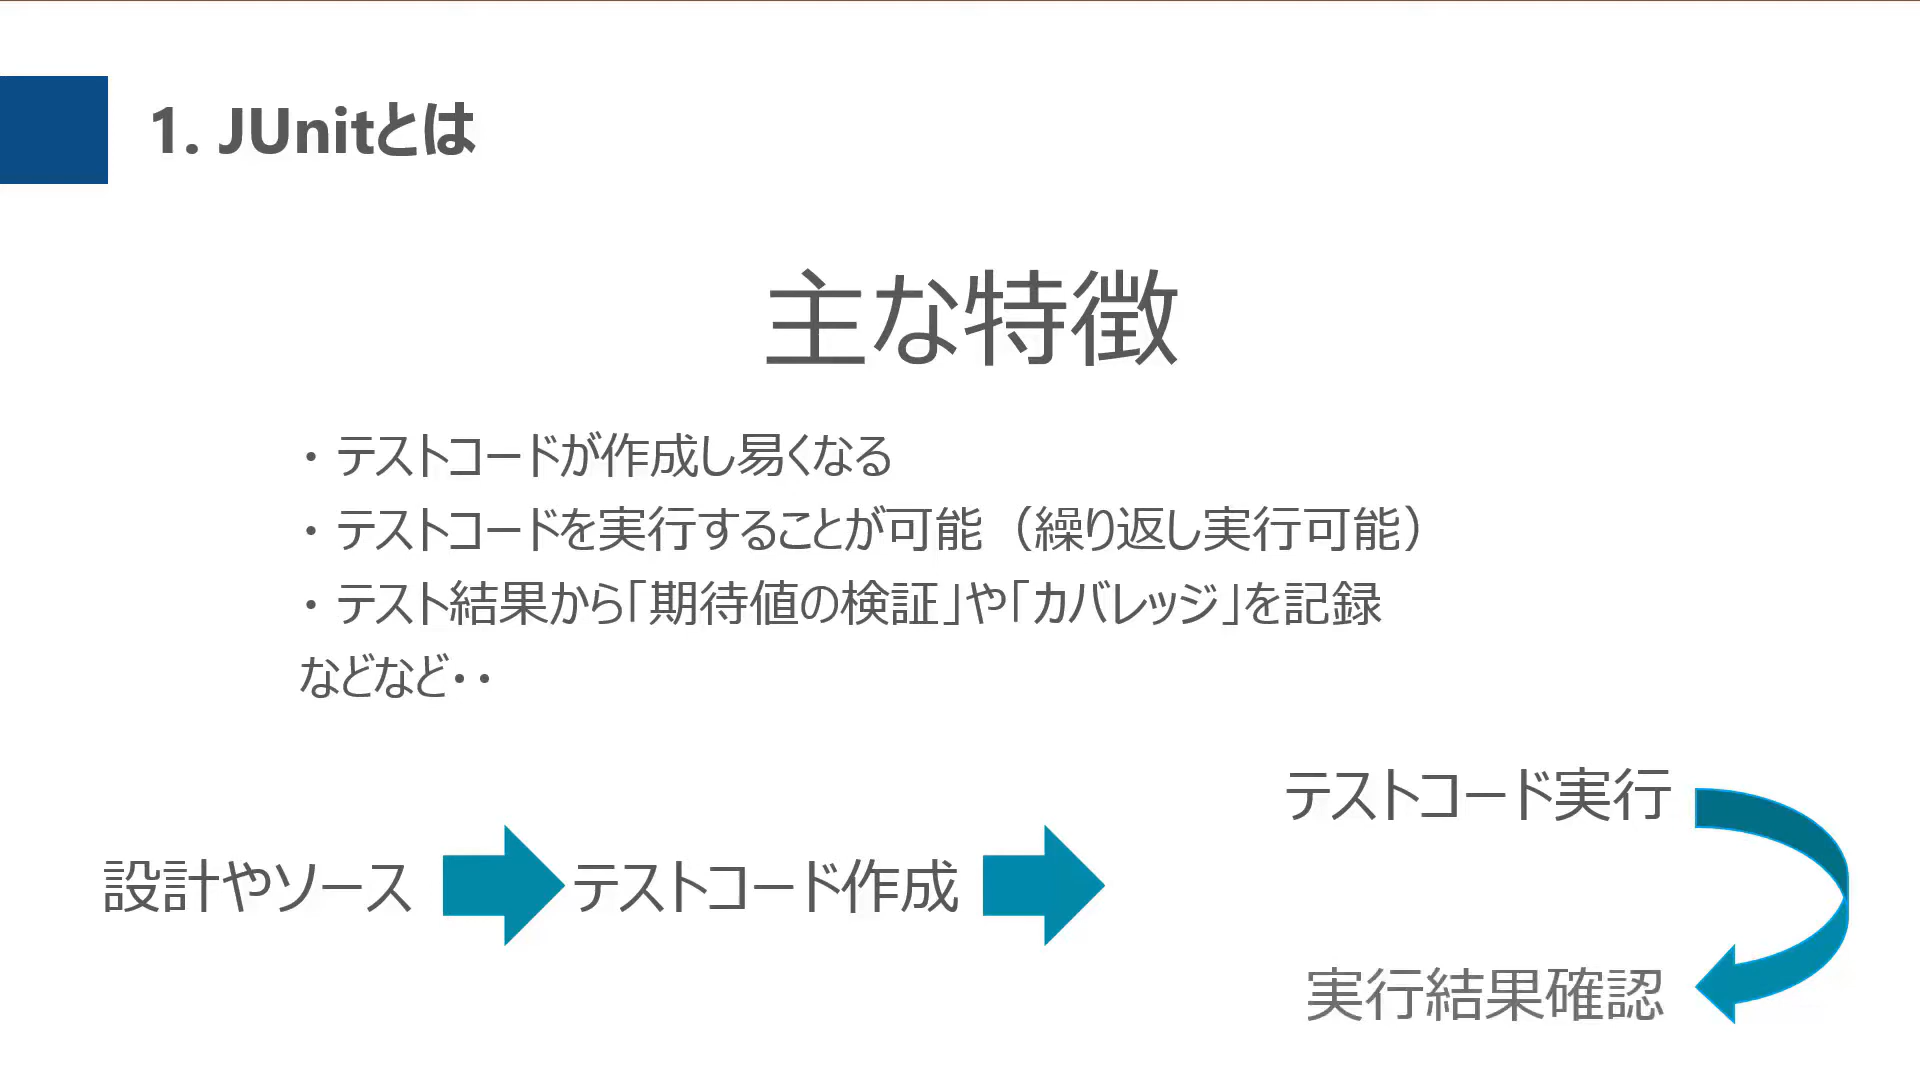 1. JUnitとは
主な特徴
・ テストコードが作成し易くなる
・ テストコードを実行することが可能（繰り返し実行可能）
・ テスト結果から「期待値の検証」や「カバレッジ」を記録
などなど・・
テストコード実行
設計やソース
テストコード作成
実行結果確認